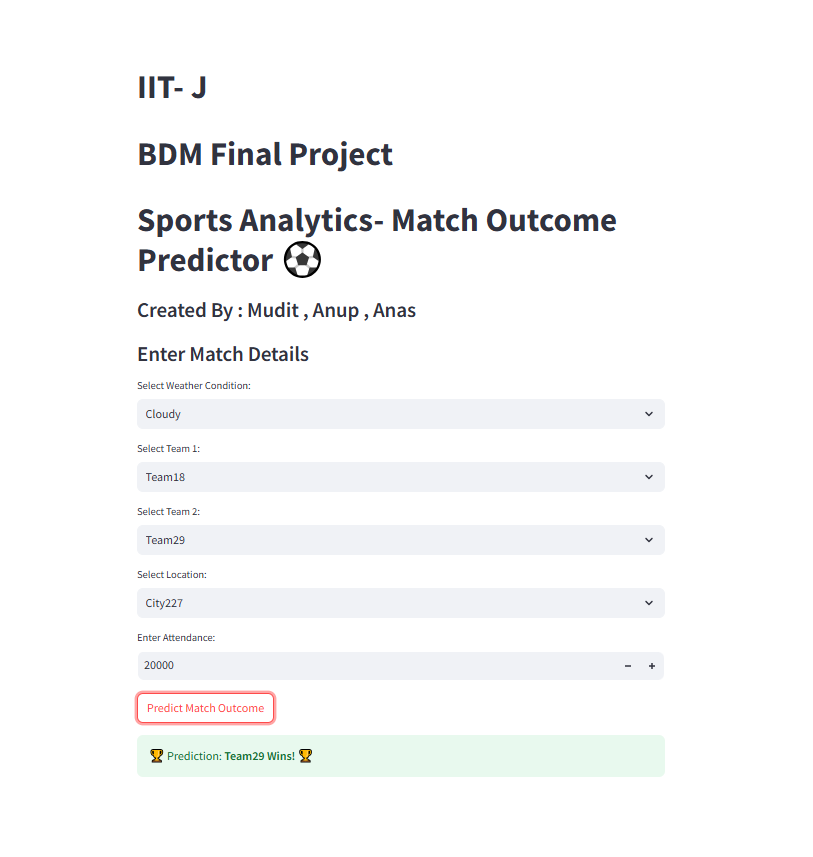 IIT- J
BDM Final Project
Sports Analytics- Match Outcome
Predictor ⚽
Created By : Mudit , Anup , Anas
Enter Match Details
Select Weather Condition:
Cloudy
Select Team 1:
Team18
Select Team 2:
Team29
Select Location:
City227
Enter Attendance:
20000
Predict Match Outcome
🏆 Prediction: Team29 Wins! 🏆